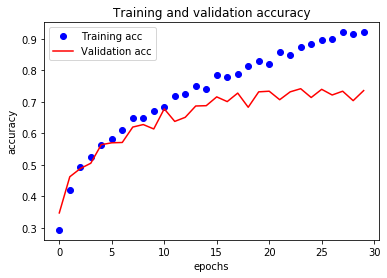 Training and validation accuracy
Training acc
Validation acc
accuracy
0.9
0.8
0.7
0.6
0.5
0.4
0.3
0 5 10 15 20 25 30
epochs